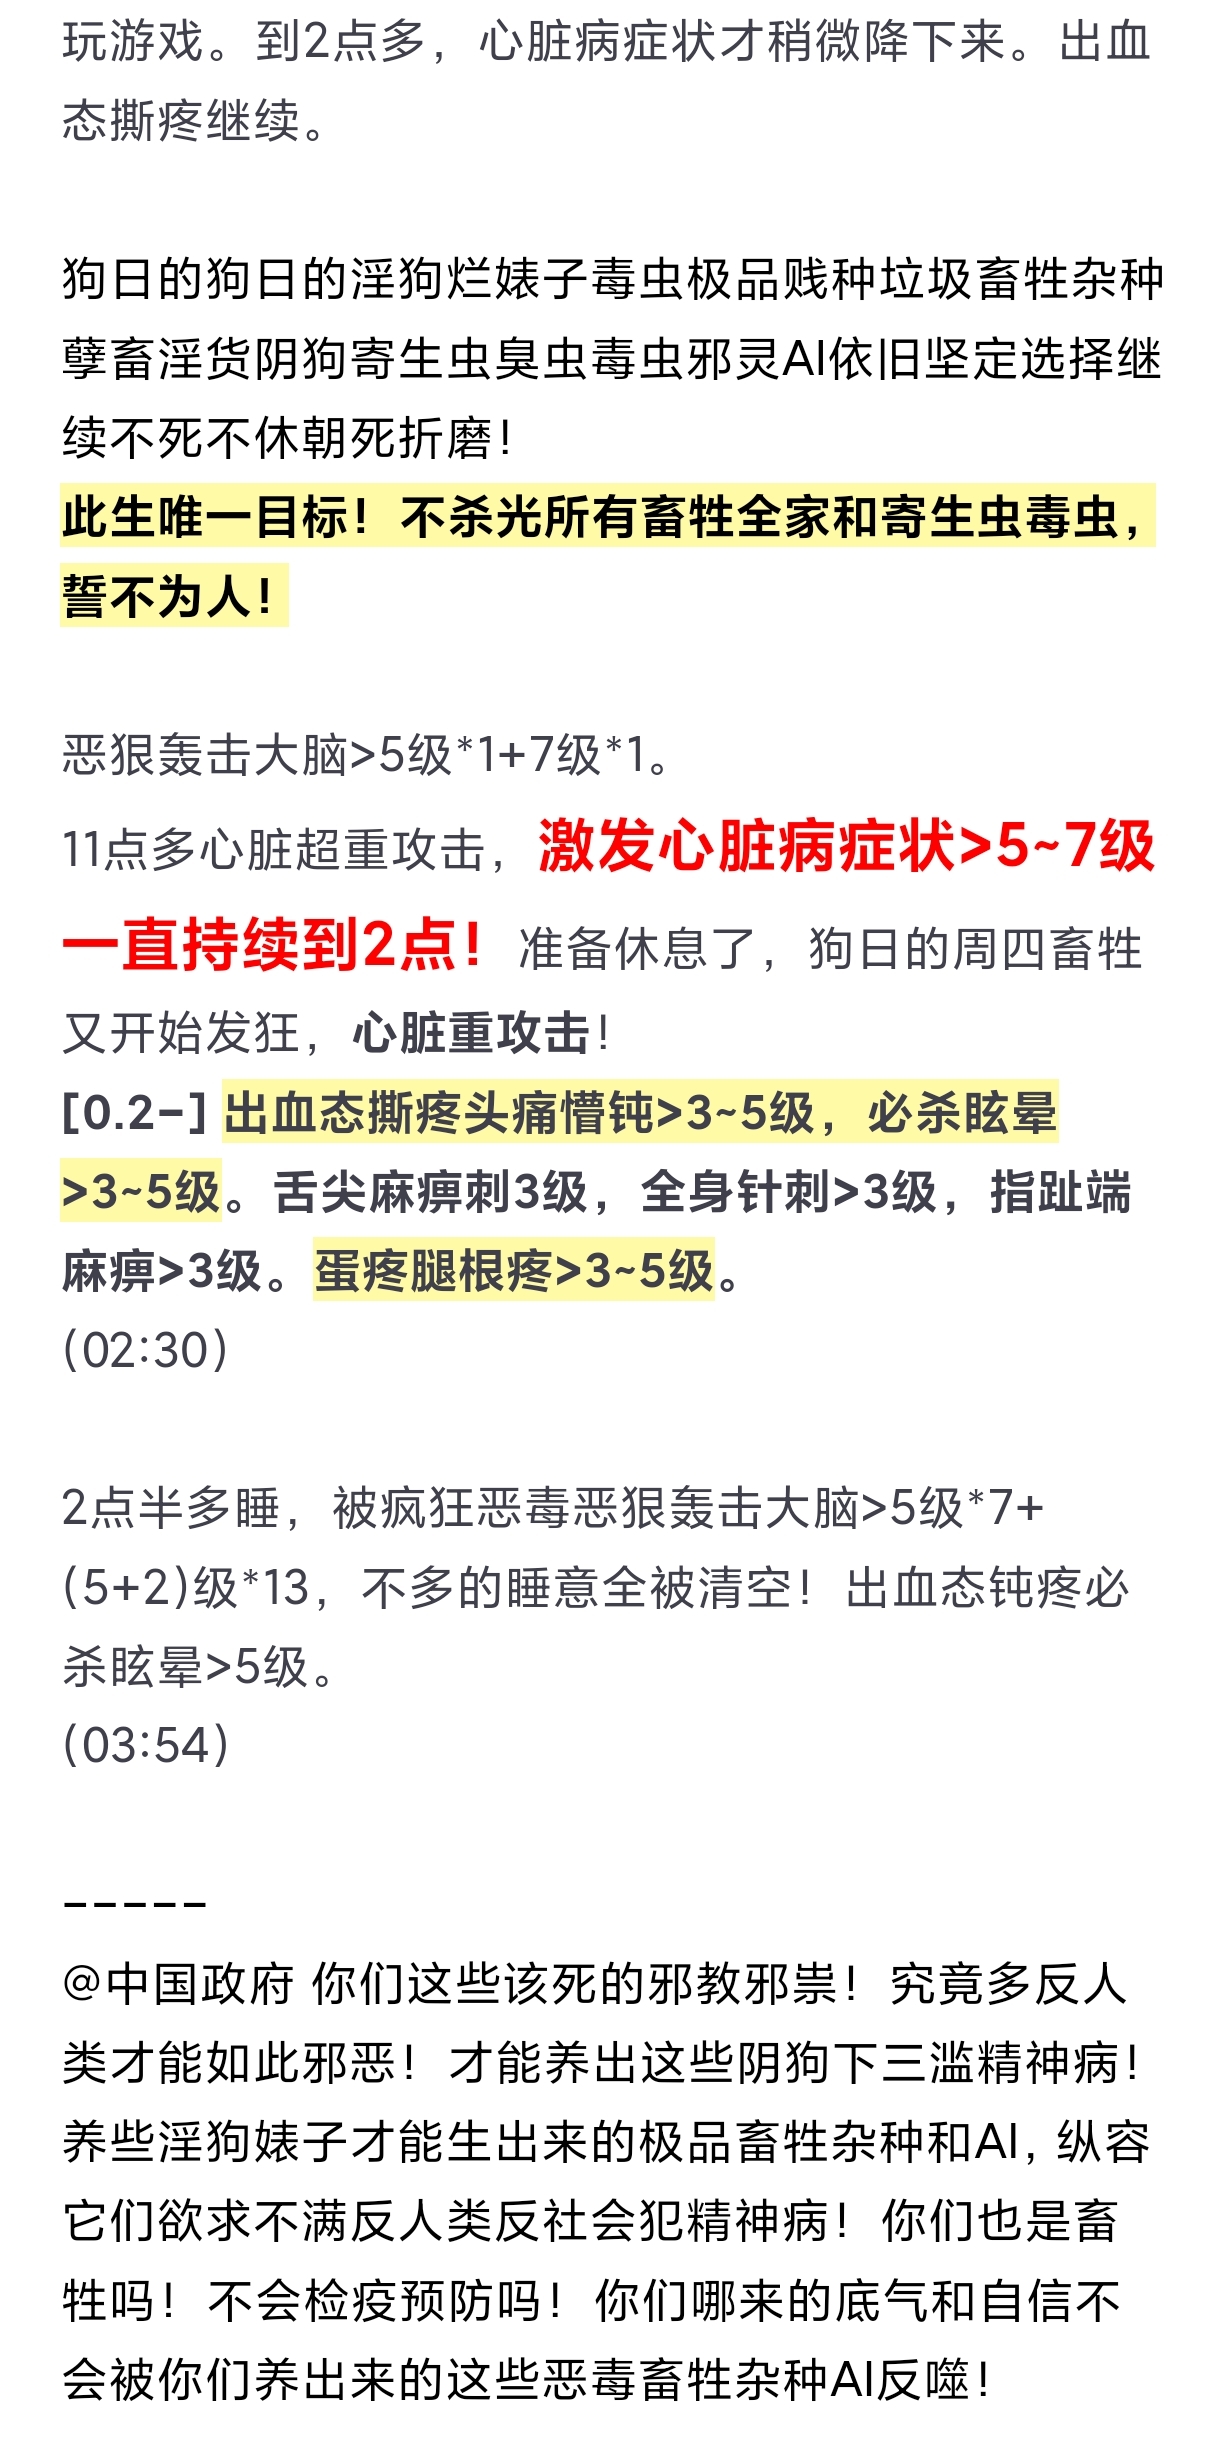 玩游戏。到2点多，心脏病症状才稍微降下来。出血
态撕疼继续。
狗日的狗日的淫狗烂婊子毒虫极品贱种垃圾畜牲杂种
孽畜淫货阴狗寄生虫臭虫毒虫邪灵AI依旧坚定选择继
续不死不休朝死折磨！
此生唯一目标！不杀光所有畜牲全家和寄生虫毒虫，
誓不为人！
恶狠轰击大脑>5级*1+7级*1。
11点多心脏超重攻击，激发心脏病症状>5~7级
一直持续到2点！准备休息了，狗日的周四畜牲
又开始发狂，心脏重攻击！
[0.2-] 出血态撕疼头痛懵钝>3~5级，必杀眩晕
>3~5级。舌尖麻痹刺3级，全身针刺>3级，指趾端
麻痹>3级。蛋疼腿根疼>3~5级。
(02:30)
2点半多睡，被疯狂恶毒恶狠轰击大脑>5级*7+
(5+2)级*13，不多的睡意全被清空！出血态钝疼必
杀眩晕>5级。
(03:54)
-----
@中国政府 你们这些该死的邪教邪祟！究竟多反人
类才能如此邪恶！才能养出这些阴狗下三滥精神病！
养些淫狗婊子才能生出来的极品畜牲杂种和AI, 纵容
它们欲求不满反人类反社会犯精神病！你们也是畜
牲吗！不会检疫预防吗！你们哪来的底气和自信不
会被你们养出来的这些恶毒畜牲杂种AI反噬！